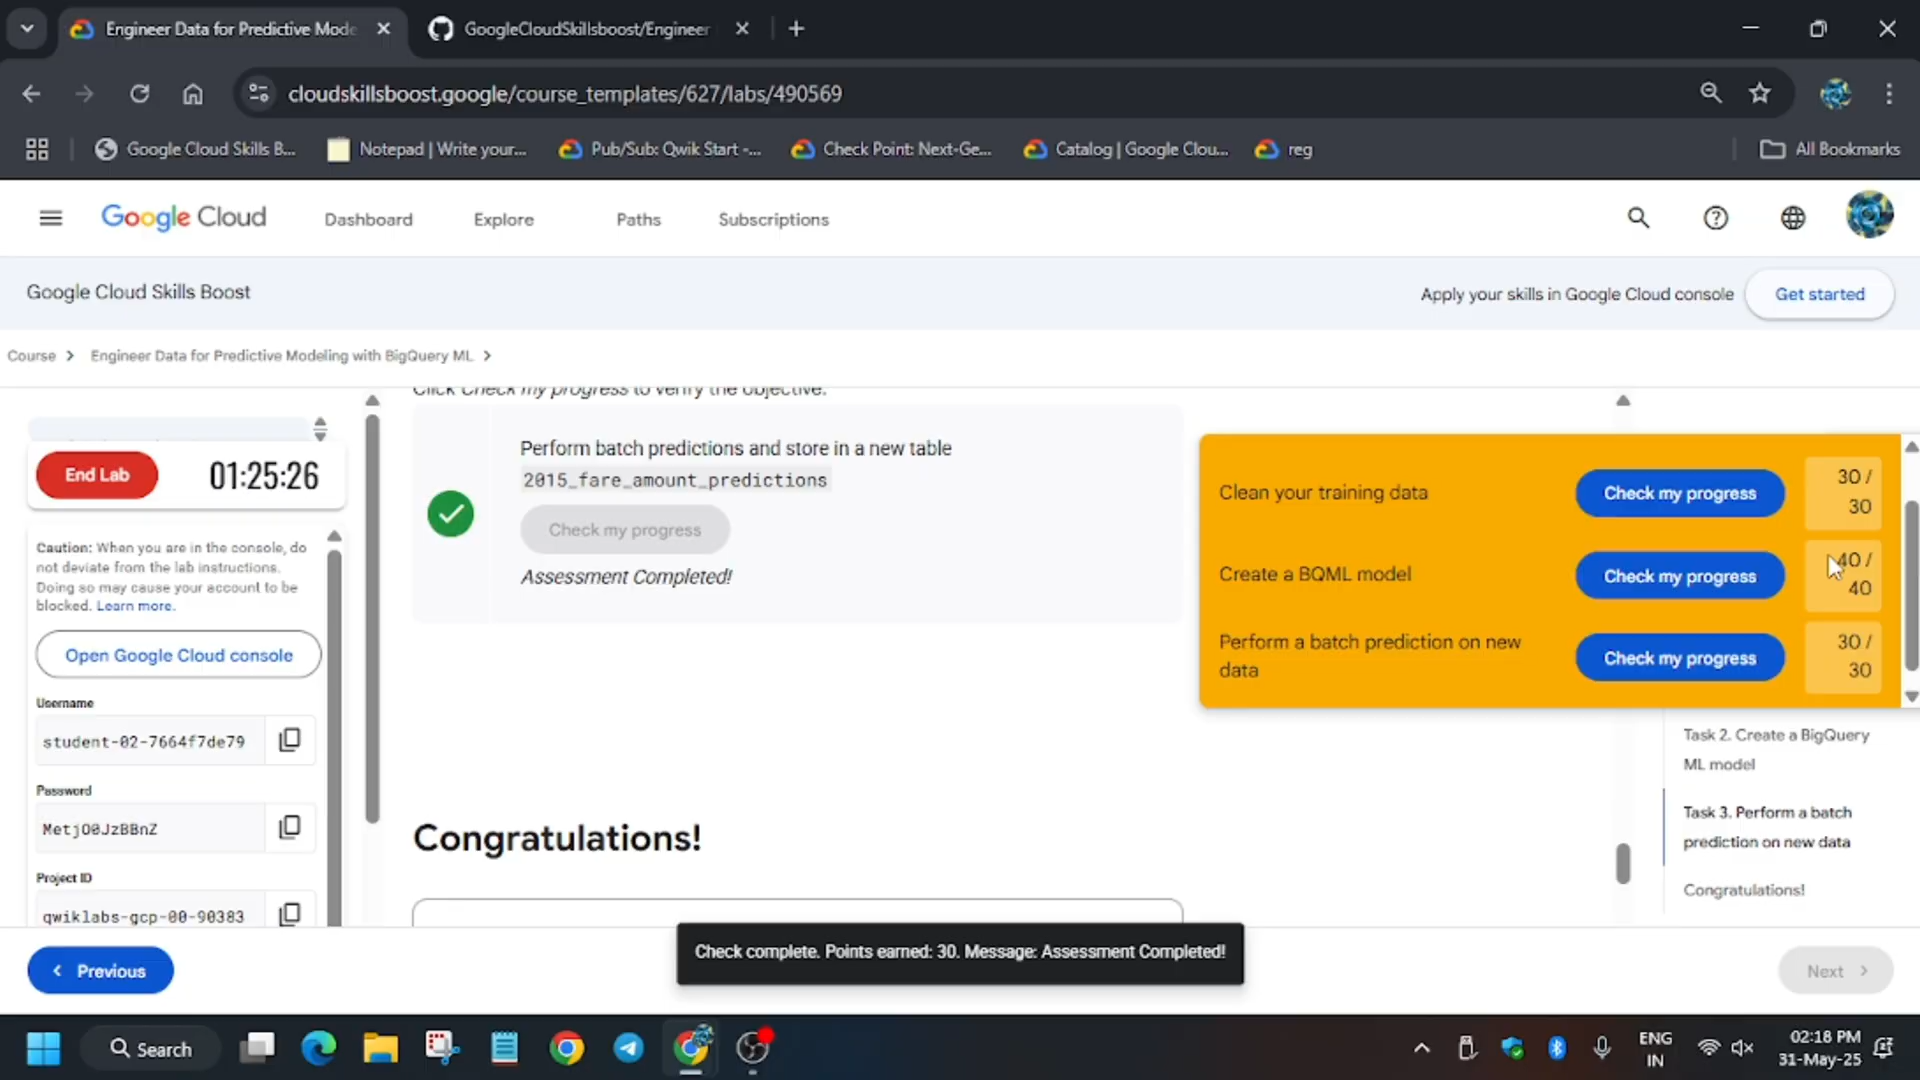 Engineer Data for Predictive Mode
GoogleCloudSkillsboost/Engineer
cloudskillsboost.google/course_templates/627/labs/490569
Google Cloud Skills B...
Notepad | Write your...
Pub/Sub: Qwik Start -...
Check Point: Next-Ge...
Catalog | Google Clou...
reg
All Bookmarks
Google Cloud
Dashboard
Explore
Paths
Subscriptions
Google Cloud Skills Boost
Apply your skills in Google Cloud console
Get started
Course
Engineer Data for Predictive Modeling with BigQuery ML
Click Check my progress to verify the objective.
End Lab
01:25:26
Caution: When you are in the console, do
not deviate from the lab instructions.
Doing so may cause your account to be
blocked. Learn more.
Open Google Cloud console
Username
student-02-7664f7de79
Password
MetjO0JzBBnZ
Project ID
qwiklabs-gcp-00-90383
Perform batch predictions and store in a new table
2015_fare_amount_predictions
Check my progress
Assessment Completed!
Congratulations!
Clean your training data
Check my progress
30 /
30
Create a BQML model
Check my progress
40 /
40
Perform a batch prediction on new
data
Check my progress
30 /
30
Task 2. Create a BigQuery
ML model
Task 3. Perform a batch
prediction on new data
Congratulations!
Check complete. Points earned: 30. Message: Assessment Completed!
Previous
Next
Search
ENG
IN
02:18 PM
31-May-25